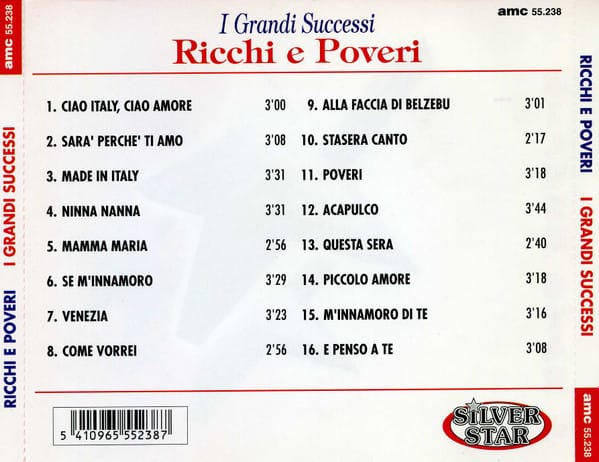 amc 55.238
I Grandi Successi
Ricchi e Poveri
1. CIAO ITALY, CIAO AMORE 3'00
2. SARA' PERCHE' TI AMO 3'08
3. MADE IN ITALY 3'31
4. NINNA NANNA 3'31
5. MAMMA MARIA 2'56
6. SE M'INNAMORO 3'29
7. VENEZIA 3'23
8. COME VORREI 2'56
9. ALLA FACCIA DI BELZEBU 3'01
10. STASERA CANTO 2'17
11. POVERI 3'18
12. ACAPULCO 3'44
13. QUESTA SERA 2'40
14. PICCOLO AMORE 3'18
15. M'INNAMORO DI TE 3'16
16. E PENSO A TE 3'08
5 410965 552387
SILVER
STAR
RICCHI E POVERI I GRANDI SUCCESSI amc 55.238
RICCHI E POVERI I GRANDI SUCCESSI amc 55.238